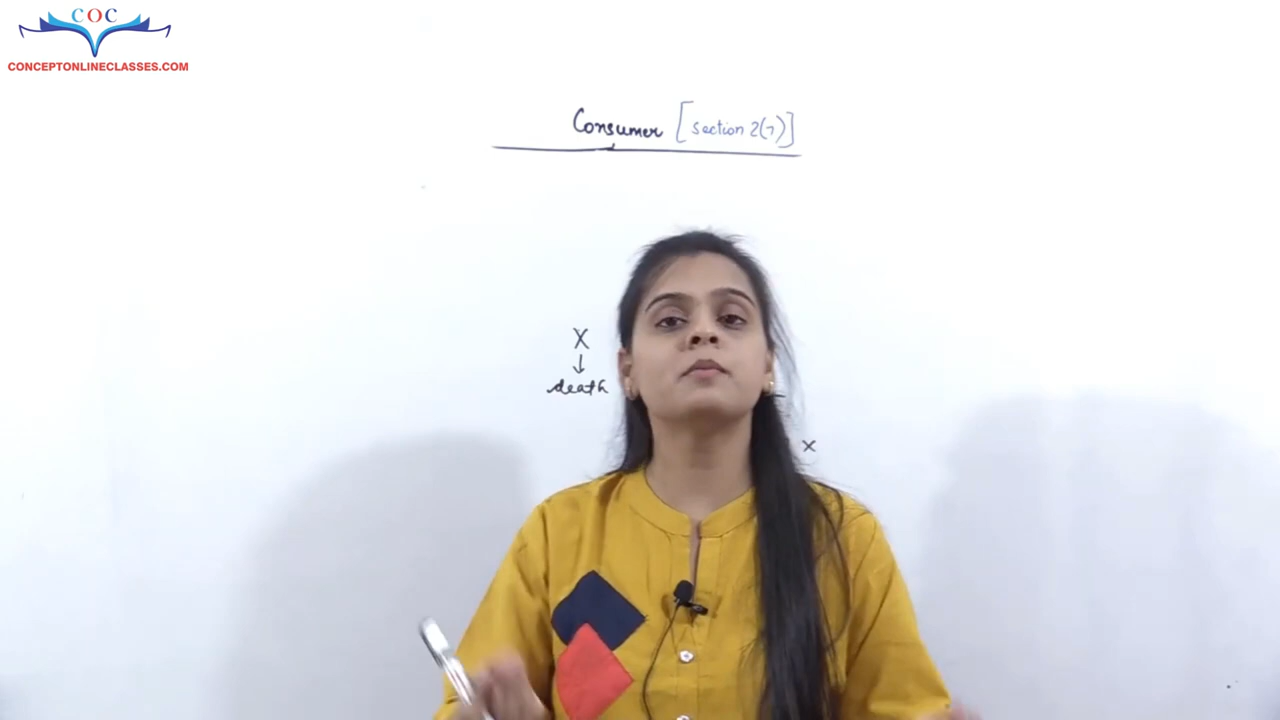 COC
CONCEPTONLINECLASSES.COM
Consumer [section 2(7)]
X
↓
death
x